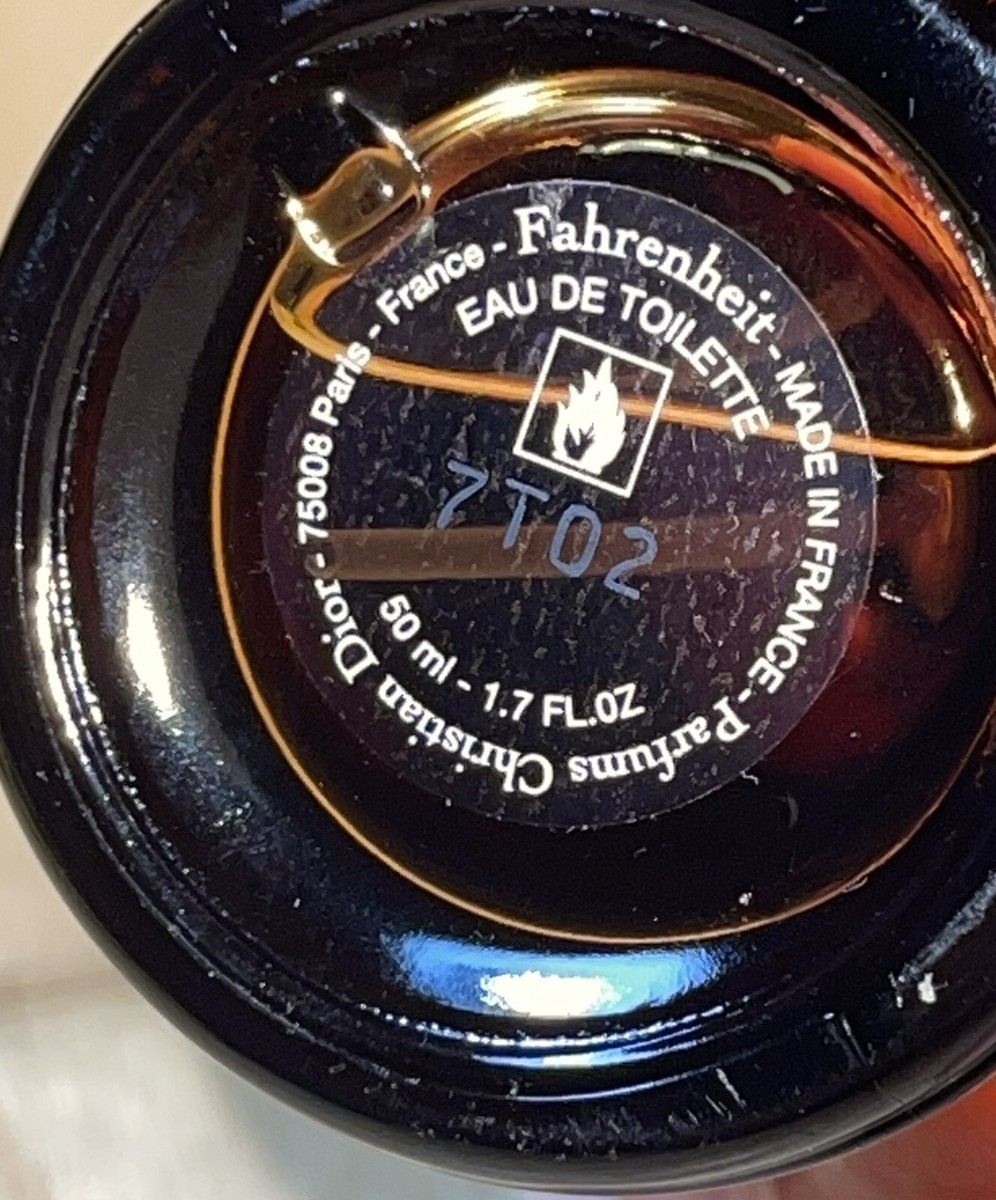 Fahrenheit - MADE IN FRANCE - Parfums Christian Dior - 75008 Paris - France -
EAU DE TOILETTE
7T02
50 ml - 1.7 FL.OZ